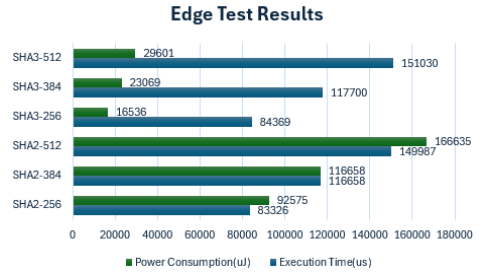 Edge Test Results
SHA3-512
29601
151030
SHA3-384
23069
117700
SHA3-256
16536
84369
SHA2-512
166635
149987
SHA2-384
116658
116658
SHA2-256
92575
83326
0 20000 40000 60000 80000 100000 120000 140000 160000 180000
Power Consumption(uJ) Execution Time(us)